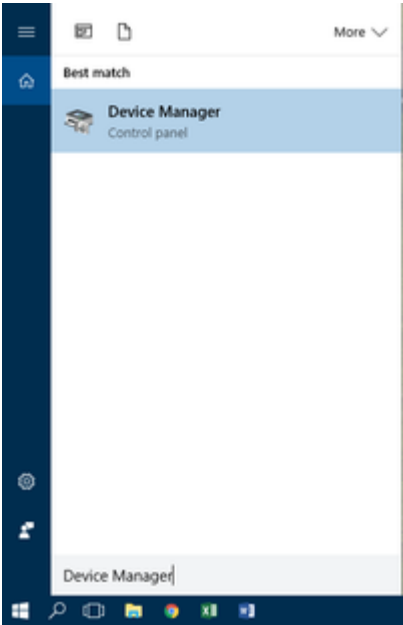 More
Best match
Device Manager
Control panel
Device Manager